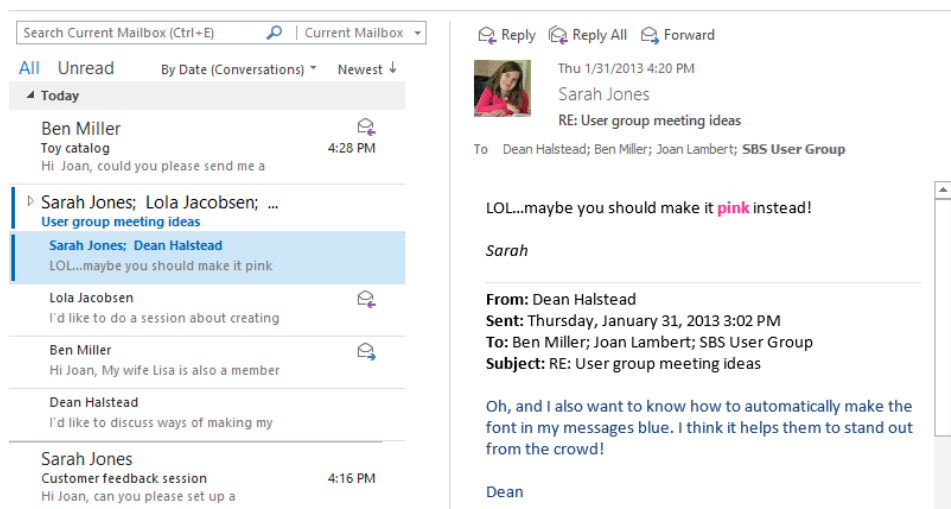 Search Current Mailbox (Ctrl+E) Current Mailbox
All Unread By Date (Conversations) Newest ↓
Today
Ben Miller
Toy catalog 4:28 PM
Hi Joan, could you please send me a
Sarah Jones; Lola Jacobsen; ...
User group meeting ideas
Sarah Jones; Dean Halstead
LOL...maybe you should make it pink
Lola Jacobsen
I'd like to do a session about creating
Ben Miller
Hi Joan, My wife Lisa is also a member
Dean Halstead
I'd like to discuss ways of making my
Sarah Jones
Customer feedback session 4:16 PM
Hi Joan, can you please set up a
Reply Reply All Forward
Thu 1/31/2013 4:20 PM
Sarah Jones
RE: User group meeting ideas
To Dean Halstead; Ben Miller; Joan Lambert; SBS User Group
LOL...maybe you should make it pink instead!
Sarah
From: Dean Halstead
Sent: Thursday, January 31, 2013 3:02 PM
To: Ben Miller; Joan Lambert; SBS User Group
Subject: RE: User group meeting ideas
Oh, and I also want to know how to automatically make the
font in my messages blue. I think it helps them to stand out
from the crowd!
Dean